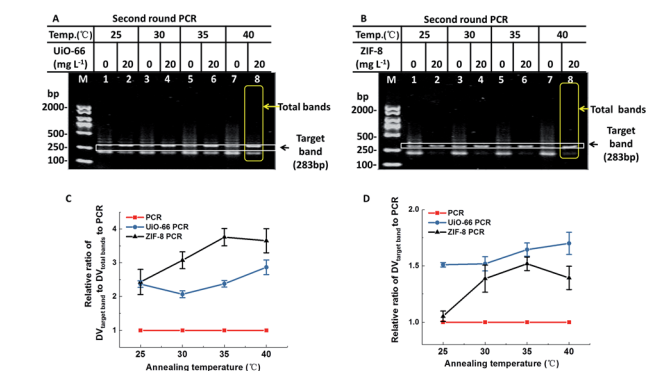 A
Second round PCR
Temp.(℃) 25 30 35 40
UiO-66
(mg L⁻¹) 0 20 0 20 0 20 0 20
M 1 2 3 4 5 6 7 8
bp
2000-
500-
250-
100-
Total bands
Target
band
(283bp)
B
Second round PCR
Temp.(℃) 25 30 35 40
ZIF-8
(mg L⁻¹) 0 20 0 20 0 20 0 20
M 1 2 3 4 5 6 7 8
bp
2000-
500-
250-
100-
Total bands
Target
band
(283bp)
C
Relative ratio of
DVtarget band to DVtotal bands to PCR
PCR
UiO-66 PCR
ZIF-8 PCR
4
3
2
1
25 30 35 40
Annealing temperature (℃)
D
Relative ratio of DVtarget band to PCR
PCR
UiO-66 PCR
ZIF-8 PCR
2.0
1.5
1.0
25 30 35 40
Annealing temperature (℃)